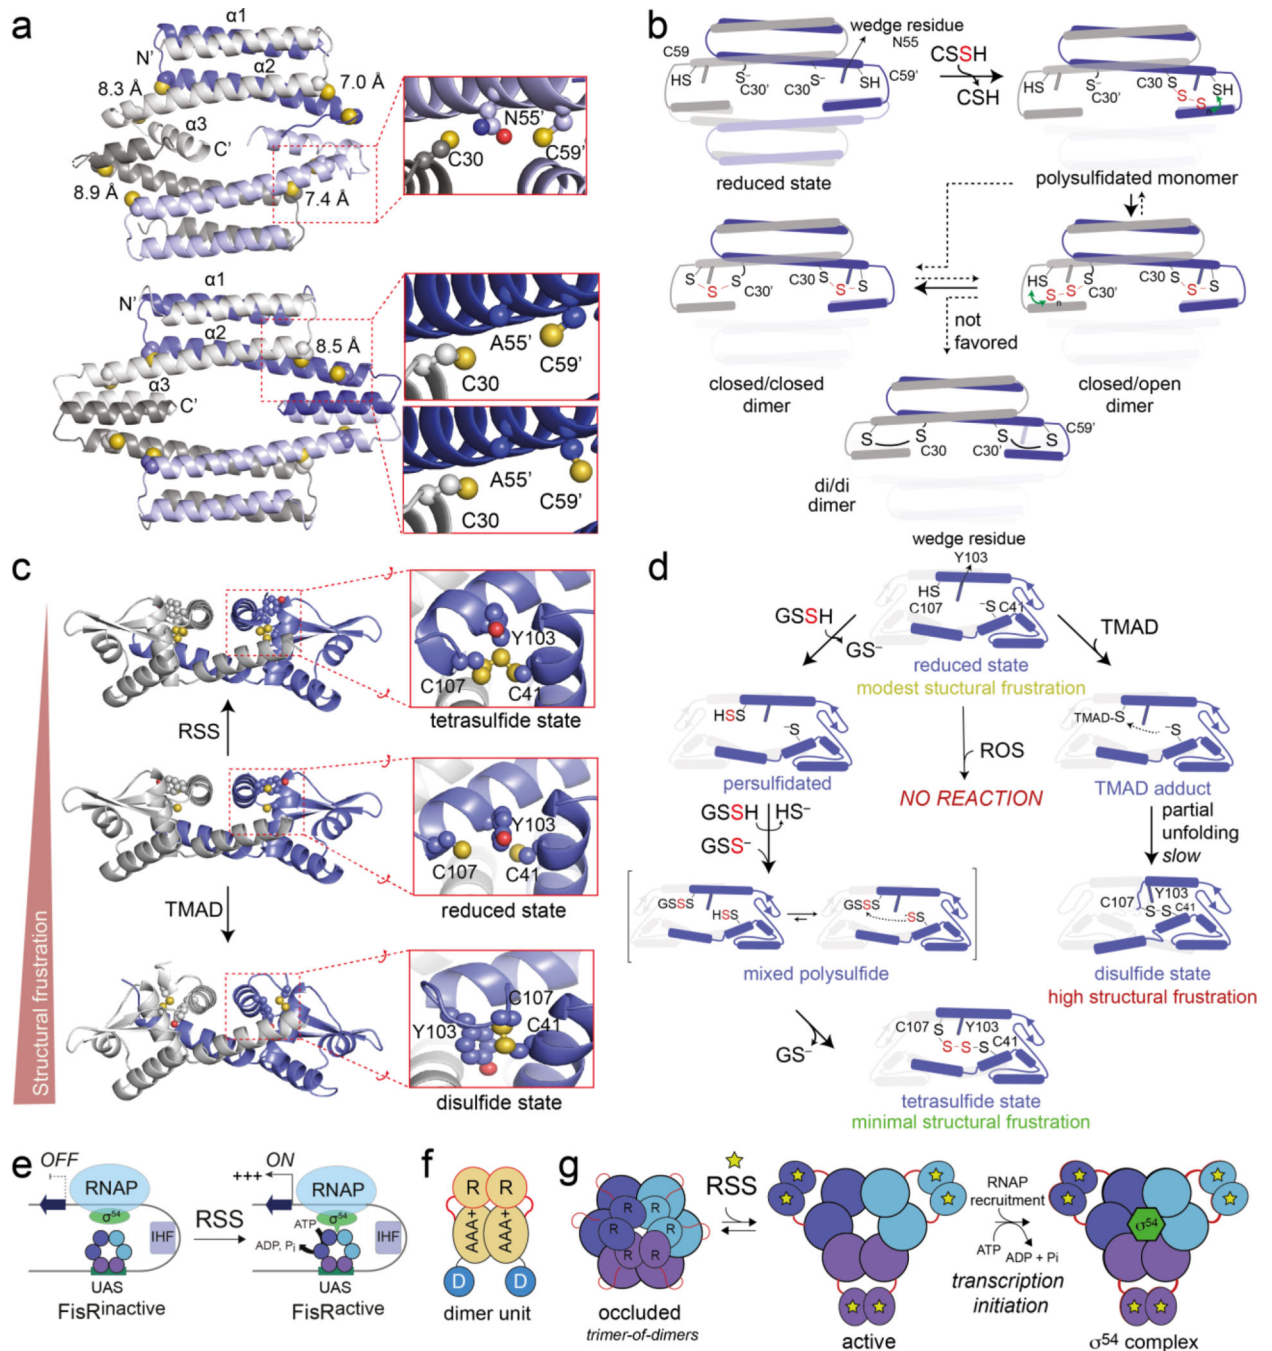 a
α1
N'
α2
8.3 Å
7.0 Å
α3
C'
8.9 Å
7.4 Å
N55'
C30
C59'
α1
N'
α2
8.5 Å
α3
C'
A55'
C59'
C30
A55'
C59'
C30
b
wedge residue
N55
C59
HS
S⁻
C30'
C30
S⁻
SH
C59'
reduced state
CSSH
CSH
HS
S⁻
C30'
C30
S
SH
S
S
n
polysulfidated monomer
S
S
S
C30'
C30
S
S
S
closed/closed
dimer
HS
S
S
S
n
C30'
C30
S
S
S
closed/open
dimer
not
favored
S
S
C30
C30'
S
S
C59'
di/di
dimer
c
Structural frustration
RSS
TMAD
Y103
C107
C41
tetrasulfide state
Y103
C107
C41
reduced state
C107
Y103
C41
disulfide state
d
wedge residue
Y103
HS
C107
⁻S
C41
reduced state
modest stuctural frustration
GSSH
GS⁻
TMAD
HSS
⁻S
persulfidated
ROS
NO REACTION
TMAD-S
⁻S
TMAD adduct
partial
unfolding
slow
GSSH
HS⁻
GSS⁻
GSSS
HSS
GSSS
⁻SS
mixed polysulfide
C107
Y103
S-S
C41
disulfide state
high structural frustration
GS⁻
C107
S
Y103
S-S-S
C41
tetrasulfide state
minimal structural frustration
e
OFF
RNAP
σ⁵⁴
IHF
UAS
FisRinactive
RSS
+++
ON
RNAP
σ⁵⁴
ATP
ADP, Pi
IHF
UAS
FisRactive
f
R
R
AAA+
AAA+
D
D
dimer unit
g
R
R
R
R
R
R
occluded
trimer-of-dimers
RSS
active
RNAP
recruitment
ATP
ADP + Pi
transcription
initiation
σ⁵⁴
σ⁵⁴ complex